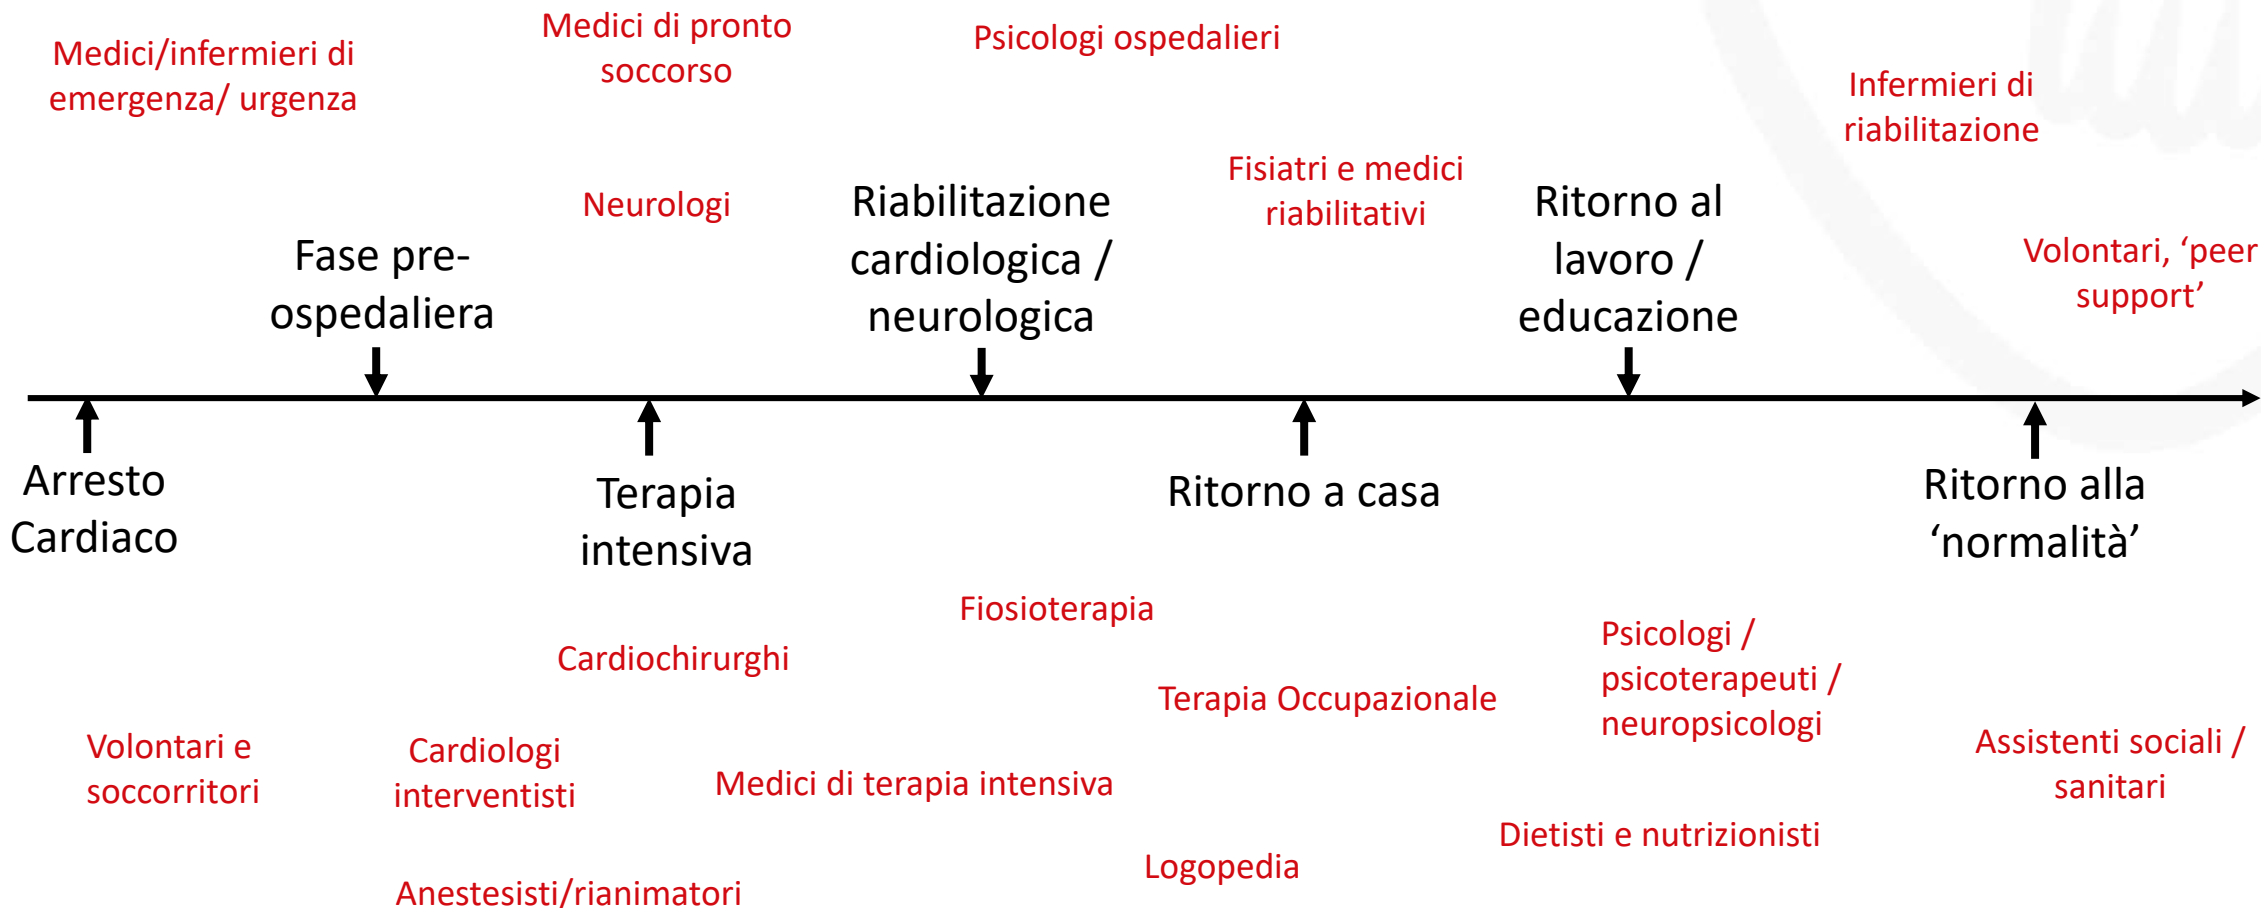 Medici/infermieri di
emergenza/ urgenza
Medici di pronto
soccorso
Psicologi ospedalieri
Infermieri di
riabilitazione
Neurologi
Fisiatri e medici
riabilitativi
Volontari, ‘peer
support’
Fase pre-
ospedaliera
Riabilitazione
cardiologica /
neurologica
Ritorno al
lavoro /
educazione
Arresto
Cardiaco
Terapia
intensiva
Ritorno a casa
Ritorno alla
‘normalità’
Fiosioterapia
Cardiochirurghi
Terapia Occupazionale
Psicologi /
psicoterapeuti /
neuropsicologi
Volontari e
soccorritori
Cardiologi
interventisti
Medici di terapia intensiva
Assistenti sociali /
sanitari
Dietisti e nutrizionisti
Logopedia
Anestesisti/rianimatori